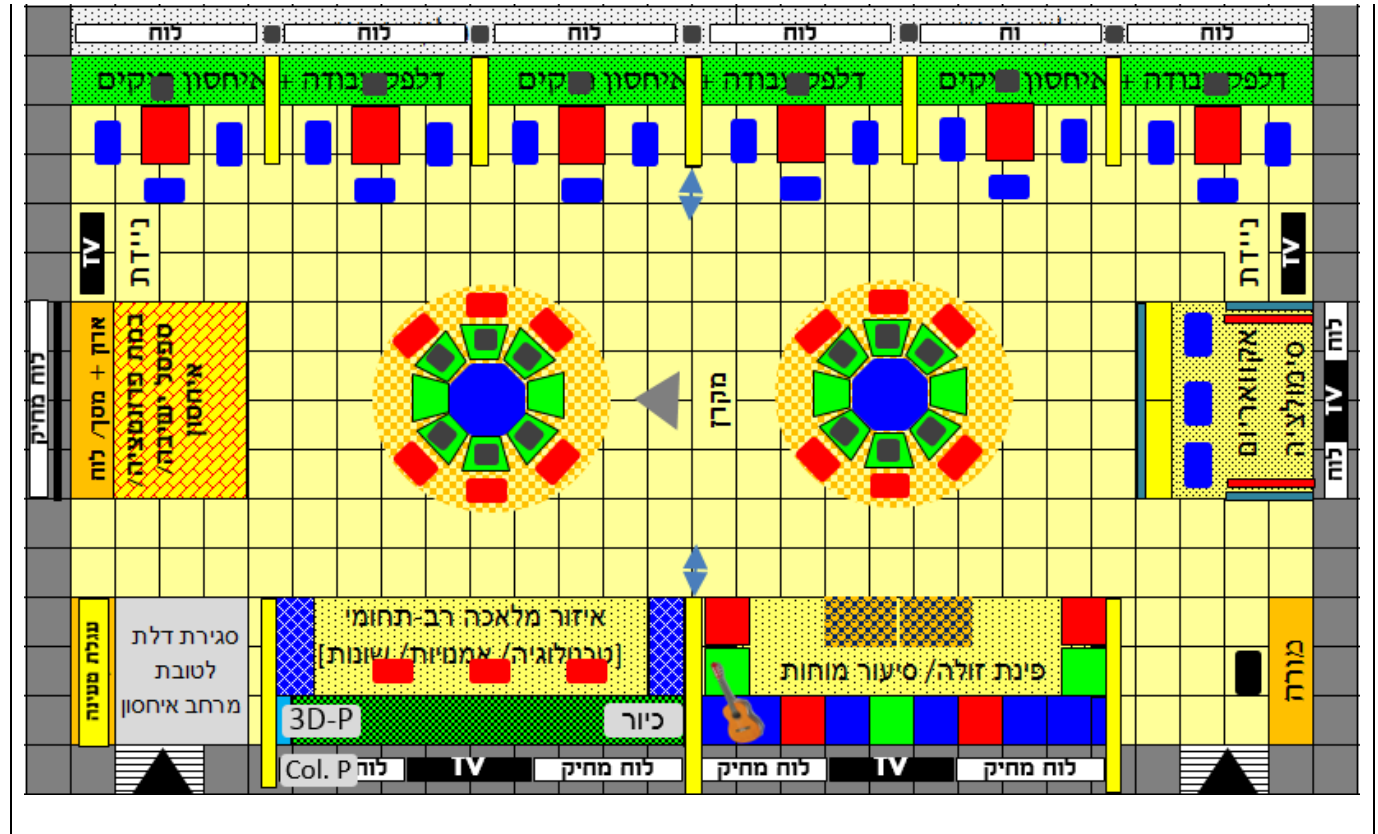 לוח
וח
לוח
לוח
לוח
לוח
דלפק עבודה + איחסון תיקים
דלפק עבודה + איחסון תיקים
דלפק עבודה + איחסון תיקים
TV
ניידת
ניידת
TV
לוח
TV
לוח
סימולציה
אקוואריום
מקרן
במת פרזנטציה/
ספסל ישיבה/
איחסון
ארון + מסך/ לוח
לוח מחיק
מורה
פינת זולה/ סיעור מוחות
איזור מלאכה רב-תחומי
[טכנולוגיה/ אמנויות/ שונות]
סגירת דלת
לטובת
מרחב איחסון
עגלת טעינה
כיור
3D-P
Col. P
לוח מחיק
TV
לוח מחיק
לוח מחיק
TV
לוח